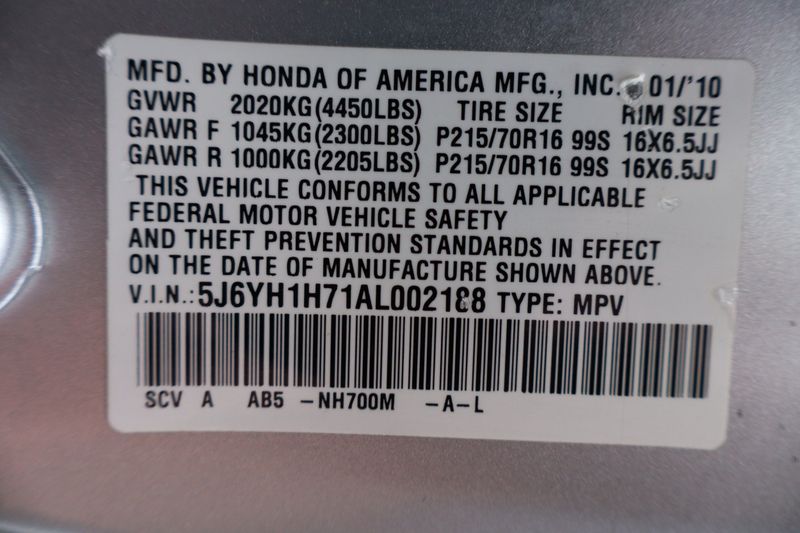 MFD. BY HONDA OF AMERICA MFG., INC. 01/'10
GVWR 2020KG(4450LBS) TIRE SIZE RIM SIZE
GAWR F 1045KG(2300LBS) P215/70R16 99S 16X6.5JJ
GAWR R 1000KG(2205LBS) P215/70R16 99S 16X6.5JJ
THIS VEHICLE CONFORMS TO ALL APPLICABLE
FEDERAL MOTOR VEHICLE SAFETY
AND THEFT PREVENTION STANDARDS IN EFFECT
ON THE DATE OF MANUFACTURE SHOWN ABOVE.
V.I.N.: 5J6YH1H71AL002188 TYPE: MPV
SCV A AB5 -NH700M -A-L